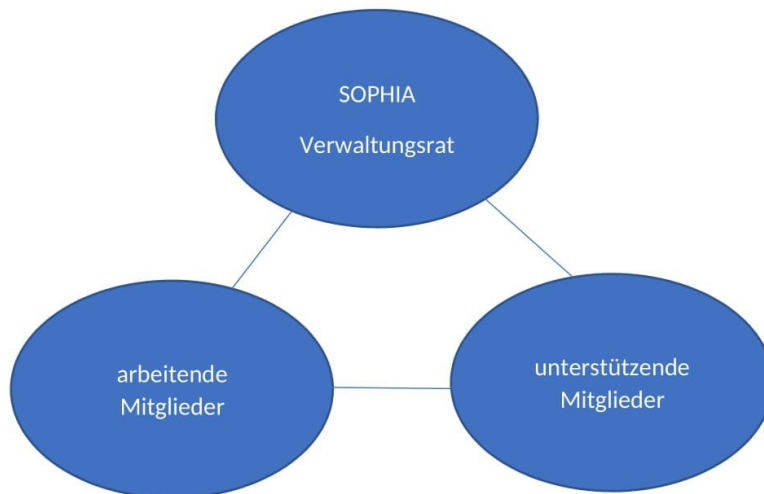 SOPHIA
Verwaltungsrat
arbeitende
Mitglieder
unterstützende
Mitglieder